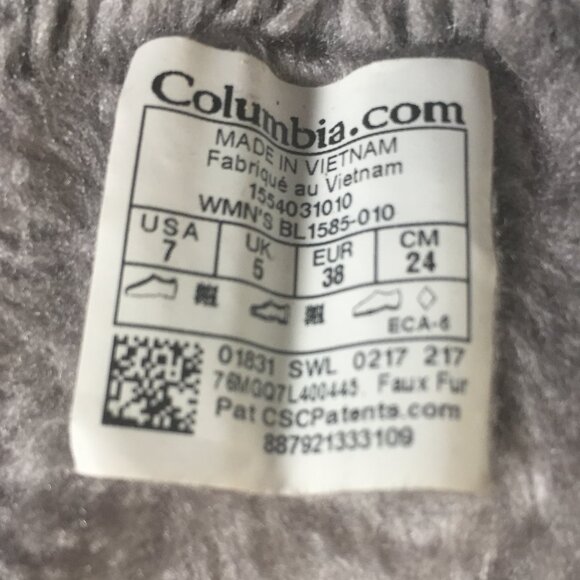 Columbia.com
MADE IN VIETNAM
Fabriqué au Vietnam
1554031010
WMN'S BL1585-010
USA UK EUR CM
7 5 38 24
ECA-6
01831 SWL 0217 217
76MGQ7L400445 Faux Fur
Pat CSCPatents.com
887921333109